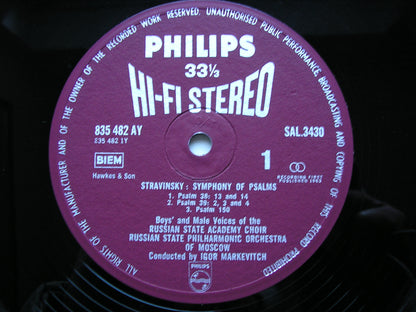 ALL RIGHTS OF THE MANUFACTURER AND OF THE OWNER OF THE RECORDED WORK RESERVED. UNAUTHORISED PUBLIC PERFORMANCE, BROADCASTING AND COPYING OF THIS RECORD PROHIBITED
PHILIPS
33⅓
HI-FI STEREO
835 482 AY
835 482 1Y
SAL.3430
BIEM
Hawkes & Son
1
RECORDING FIRST
PUBLISHED 1963
STRAVINSKY: SYMPHONY OF PSALMS
1. Psalm 38: 13 and 14
2. Psalm 39: 2, 3 and 4
3. Psalm 150
Boys' and Male Voices of the
RUSSIAN STATE ACADEMY CHOIR
RUSSIAN STATE PHILHARMONIC ORCHESTRA
OF MOSCOW
Conducted by IGOR MARKEVITCH
PHILIPS